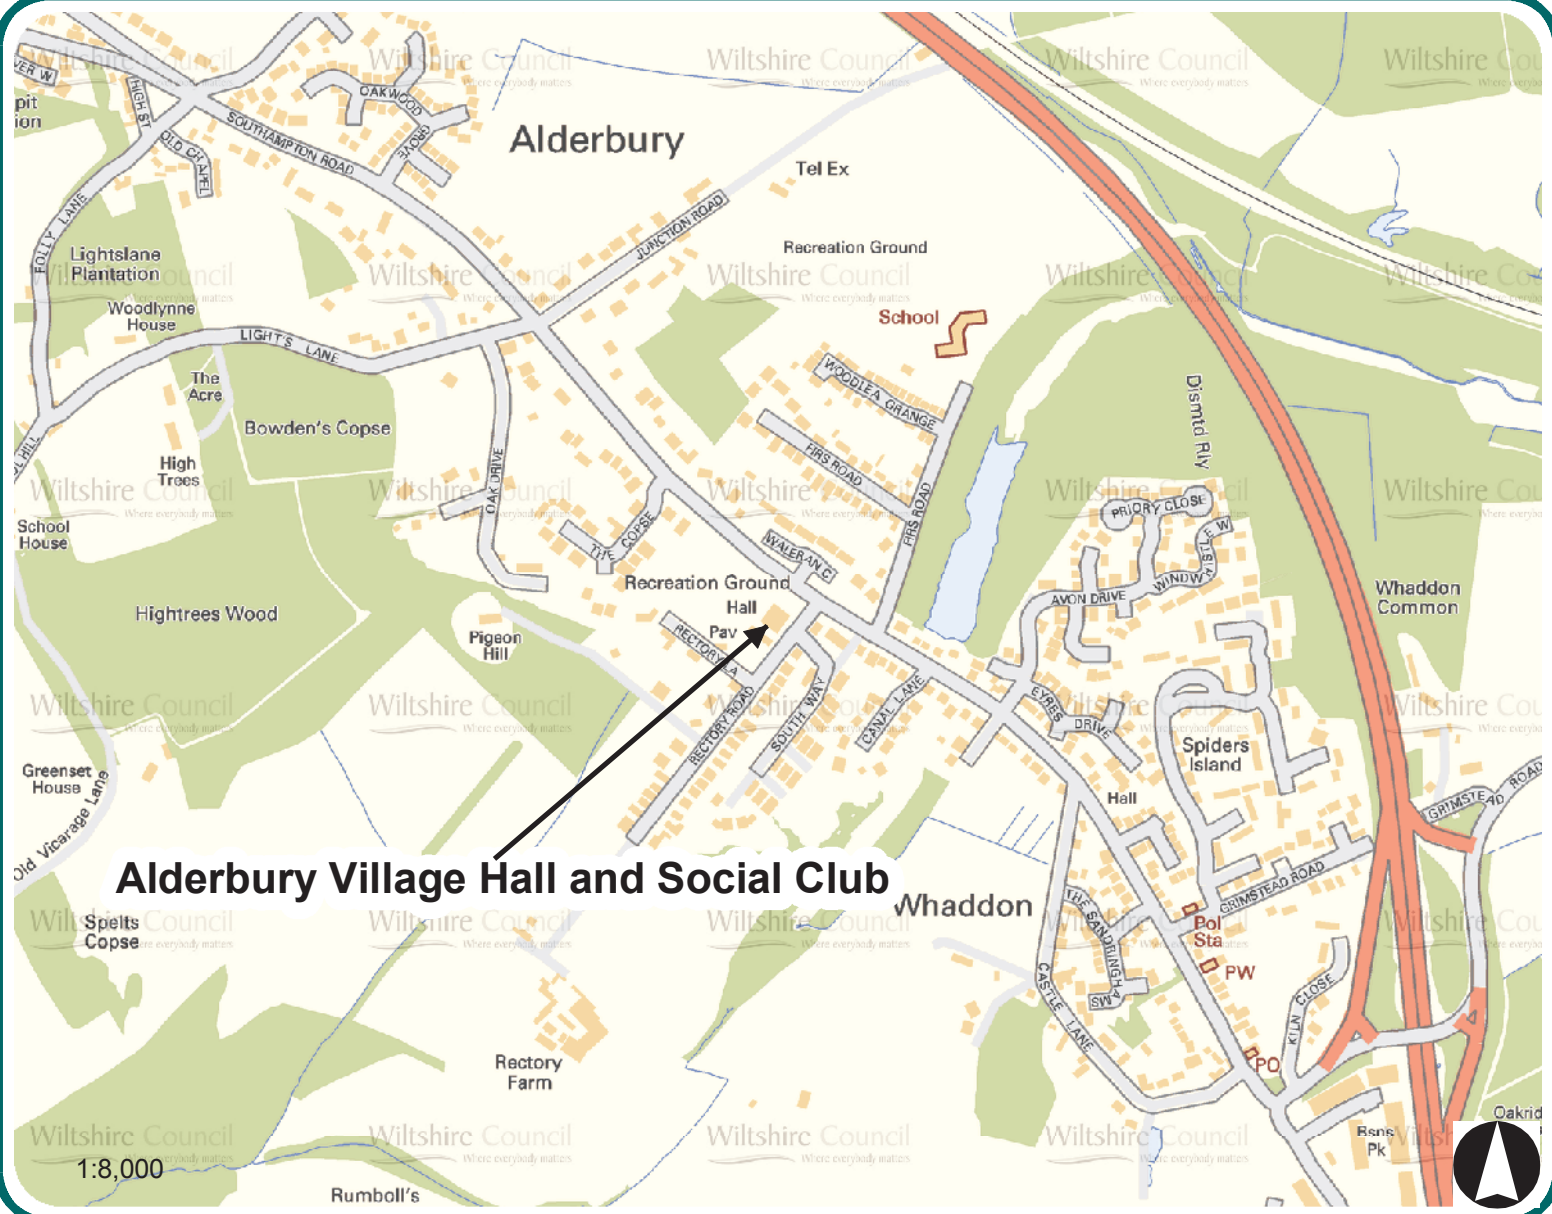 Wiltshire Council
Where everybody matters
VER W
pit
ion
HIGH ST
OLD CHAPEL
SOUTHAMPTON ROAD
OAKWOOD
GROVE
Alderbury
Tel Ex
JUNCTION ROAD
Recreation Ground
FOLLY LANE
Lightslane
Plantation
Woodlynne
House
LIGHT'S LANE
School
The
Acre
Bowden's Copse
WOODLEA GRANGE
FIRS ROAD
FIRS ROAD
Dismtd Rly
High
Trees
OAK DRIVE
School
House
THE COPSE
WALERAN C
PRIORY CLOSE
AVON DRIVE
Recreation Ground
Hall
Pav
Hightrees Wood
Pigeon
Hill
RECTORY LA
RECTORY ROAD
SOUTH WAY
CANAL LANE
EYRES DRIVE
Whaddon
Common
Spiders
Island
Greenset
House
Old Vicarage Lane
Hall
GRIMSTEAD ROAD
GRIMSTEAD ROAD
Alderbury Village Hall and Social Club
Whaddon
THE SANDRINGHAMS
Pol
Sta
PW
Spelts
Copse
CASTLE LANE
KILN CLOSE
PO
Rectory
Farm
Bsns
Pk
Oakrid
1:8,000
Rumboll's